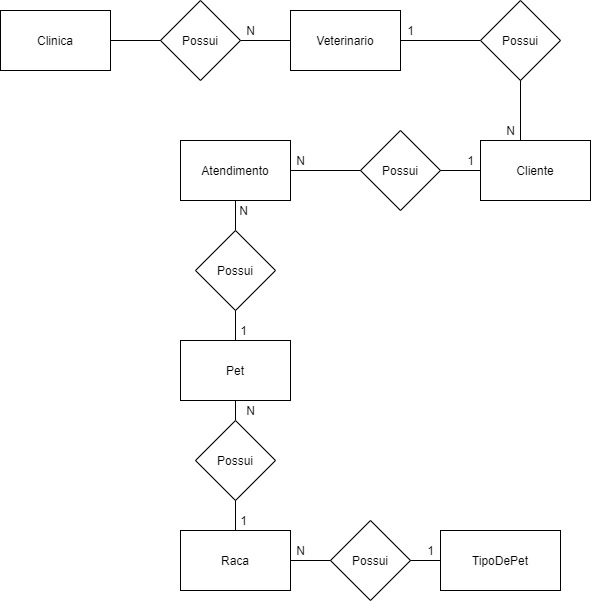 Clinica
Possui
N
Veterinario
1
Possui
N
Atendimento
N
Possui
1
Cliente
N
Possui
1
Pet
N
Possui
1
Raca
N
Possui
1
TipoDePet